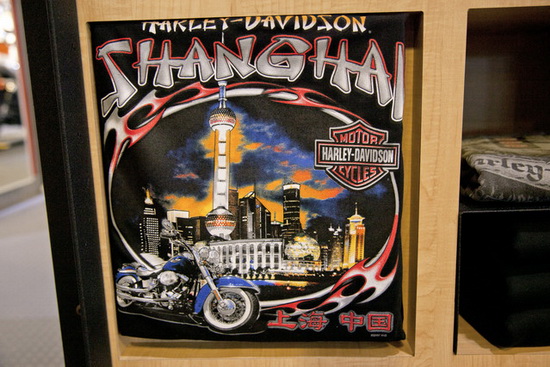 HARLEY-DAVIDSON
SHANGHAI
MOTOR
HARLEY-DAVIDSON
CYCLES
上海 中国